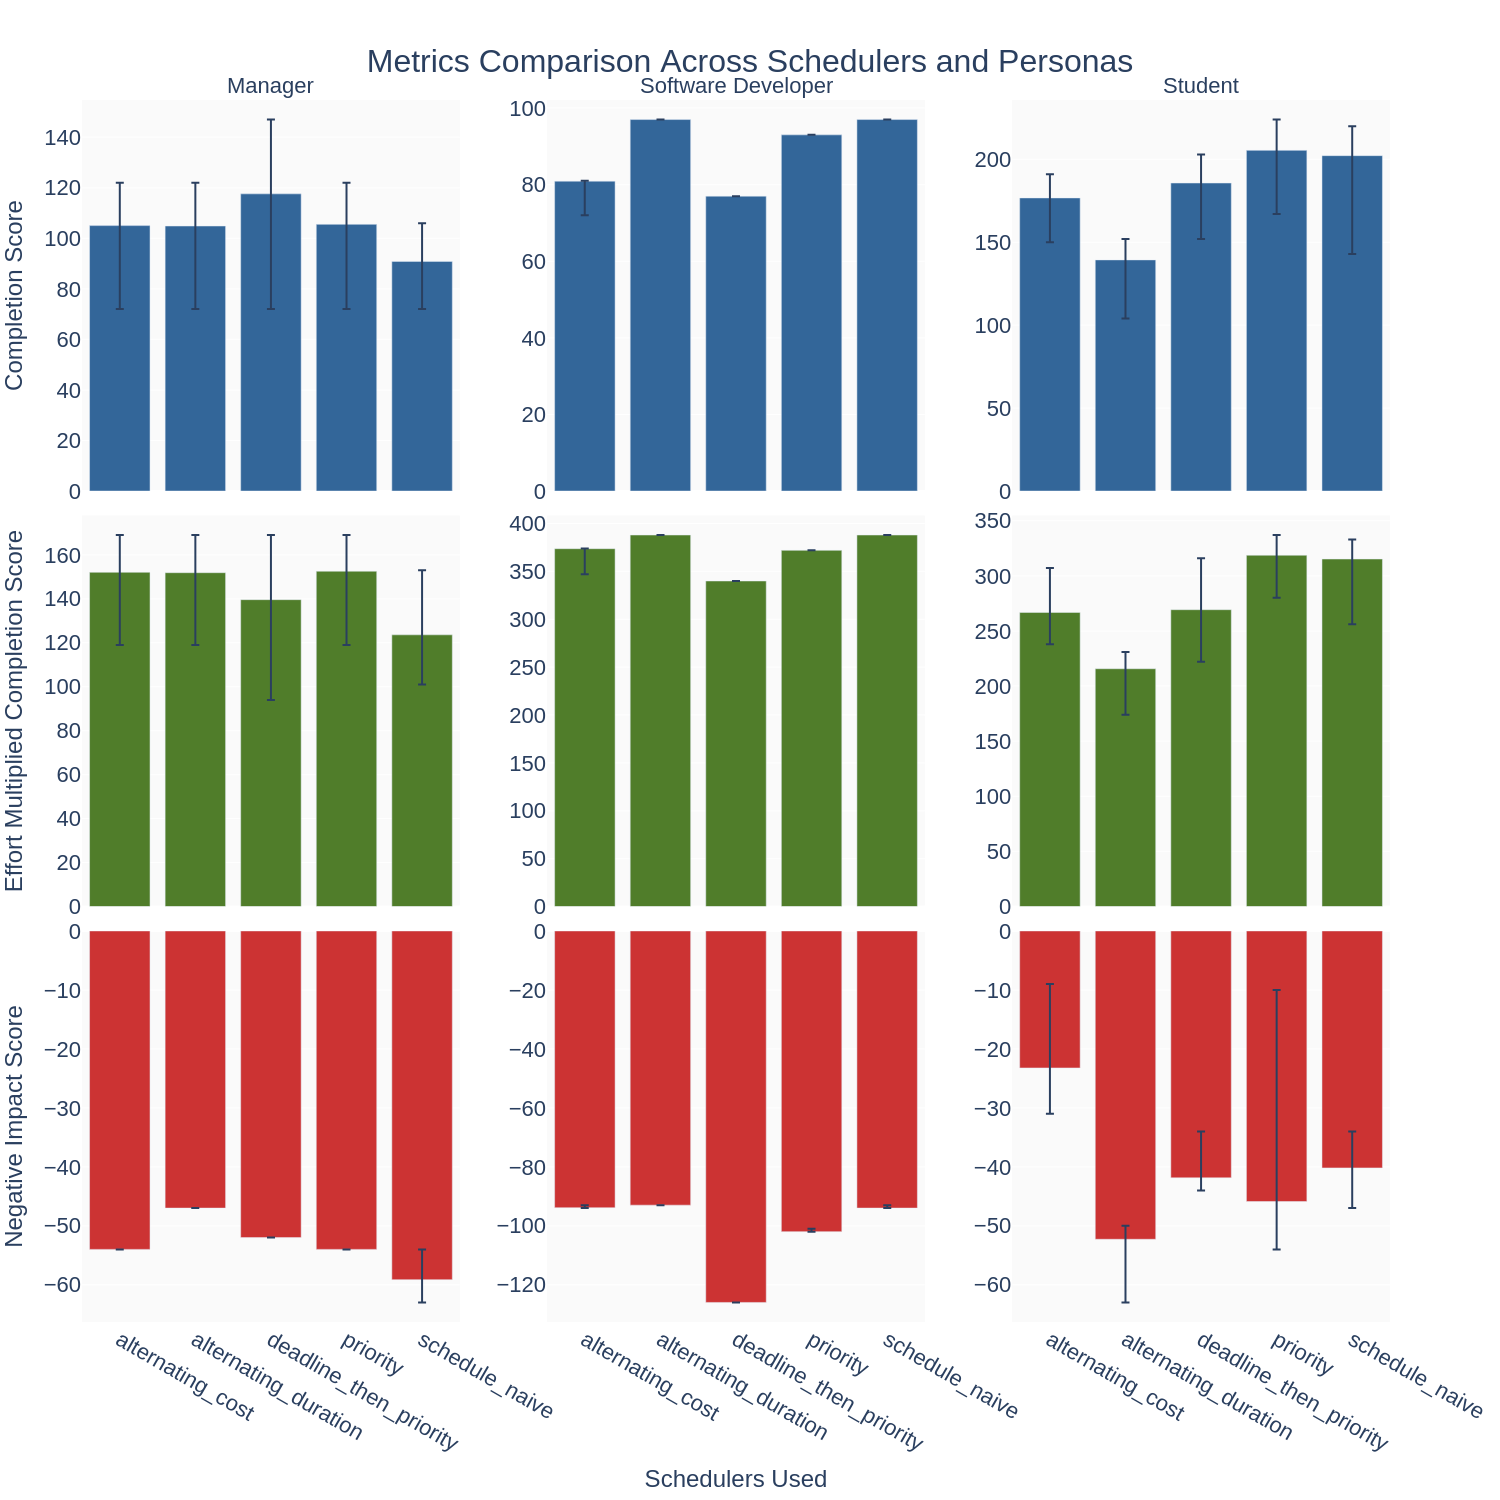 Metrics Comparison Across Schedulers and Personas
Manager
Software Developer
Student
Completion Score
140
120
100
80
60
40
20
0
100
80
60
40
20
0
200
150
100
50
0
Effort Multiplied Completion Score
160
140
120
100
80
60
40
20
0
400
350
300
250
200
150
100
50
0
350
300
250
200
150
100
50
0
Negative Impact Score
0
−10
−20
−30
−40
−50
−60
0
−20
−40
−60
−80
−100
−120
0
−10
−20
−30
−40
−50
−60
alternating_cost
alternating_duration
deadline_then_priority
priority
schedule_naive
alternating_cost
alternating_duration
deadline_then_priority
priority
schedule_naive
alternating_cost
alternating_duration
deadline_then_priority
priority
schedule_naive
Schedulers Used